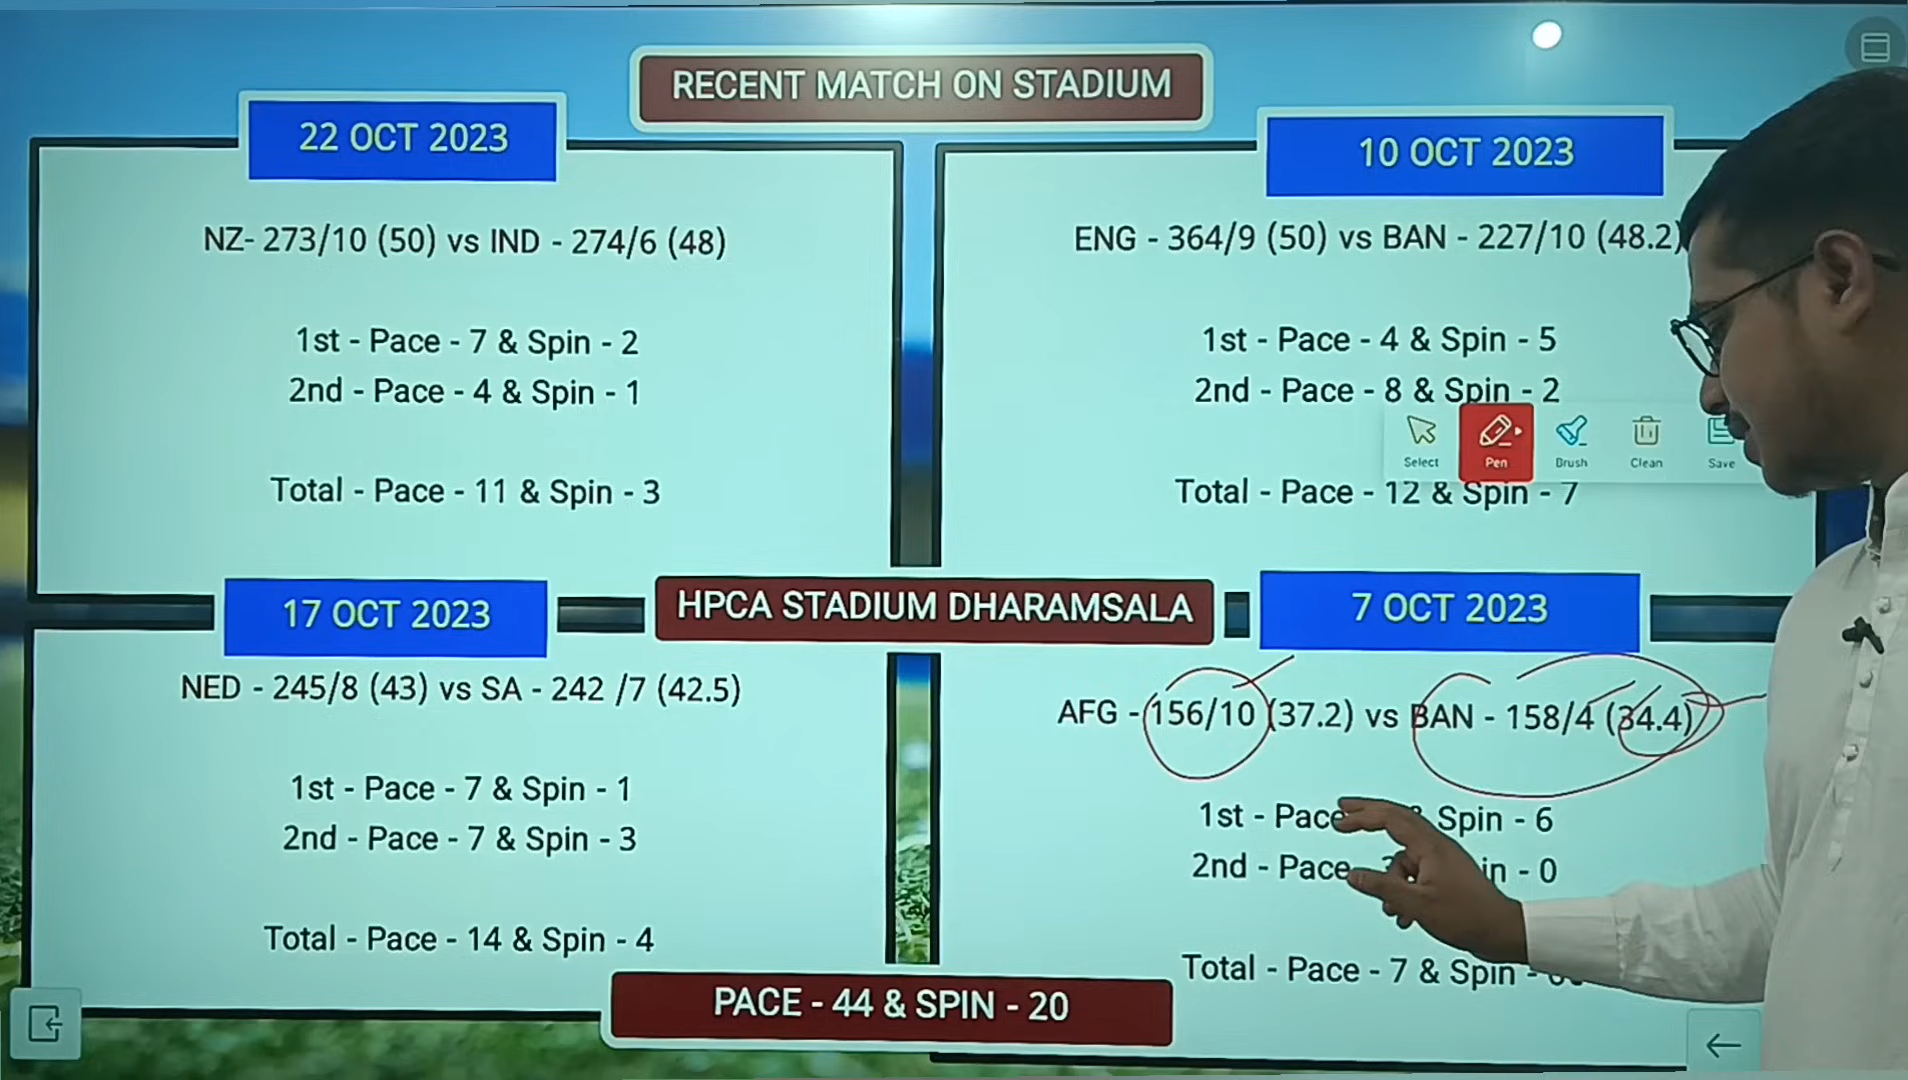 RECENT MATCH ON STADIUM
22 OCT 2023
NZ- 273/10 (50) vs IND - 274/6 (48)
1st - Pace - 7 & Spin - 2
2nd - Pace - 4 & Spin - 1
Total - Pace - 11 & Spin - 3
10 OCT 2023
ENG - 364/9 (50) vs BAN - 227/10 (48.2)
1st - Pace - 4 & Spin - 5
2nd - Pace - 8 & Spin - 2
Select Pen Brush Clean Save
Total - Pace - 12 & Spin - 7
HPCA STADIUM DHARAMSALA
17 OCT 2023
NED - 245/8 (43) vs SA - 242 /7 (42.5)
1st - Pace - 7 & Spin - 1
2nd - Pace - 7 & Spin - 3
Total - Pace - 14 & Spin - 4
7 OCT 2023
AFG - 156/10 (37.2) vs BAN - 158/4 (34.4)
1st - Pace Spin - 6
2nd - Pace - 0
Total - Pace - 7 & Spin -
PACE - 44 & SPIN - 20